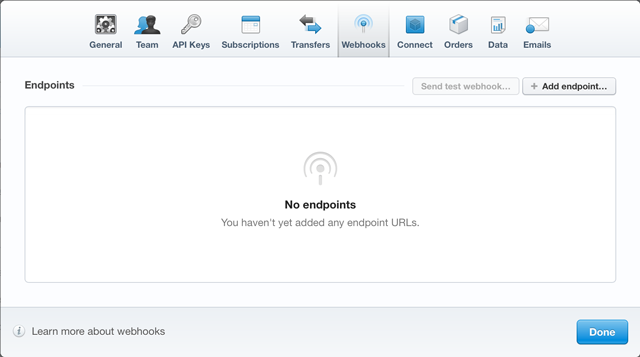 General Team API Keys Subscriptions Transfers Webhooks Connect Orders Data Emails
Endpoints Send test webhook... + Add endpoint...
No endpoints
You haven't yet added any endpoint URLs.
Learn more about webhooks Done